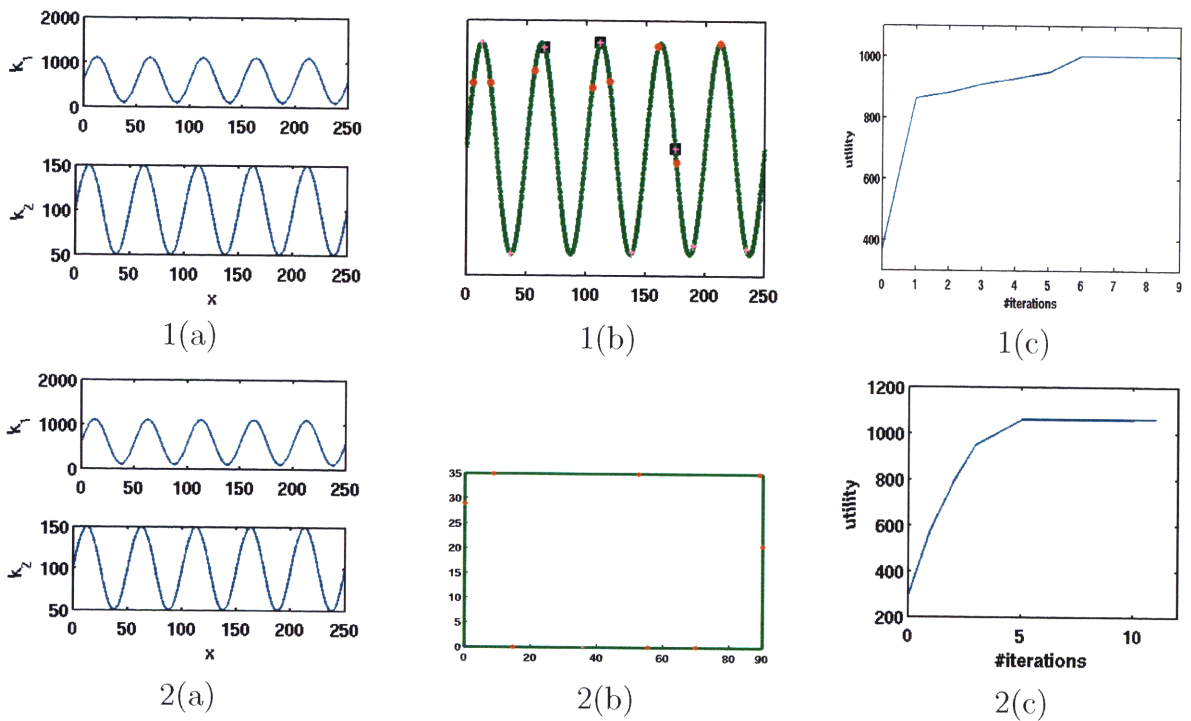 2000
k1
1000
0
0 50 100 150 200 250
150
k2
100
50
0 50 100 150 200 250
x
1(a)
0 50 100 150 200 250
1(b)
1000
800
utility
600
400
0 1 2 3 4 5 6 7 8 9
#iterations
1(c)
2000
k1
1000
0
0 50 100 150 200 250
150
k2
100
50
0 50 100 150 200 250
x
2(a)
35
30
25
20
15
10
5
0
0 20 40 60 80 90
2(b)
1200
1000
800
utility
600
400
200
0 5 10
#iterations
2(c)